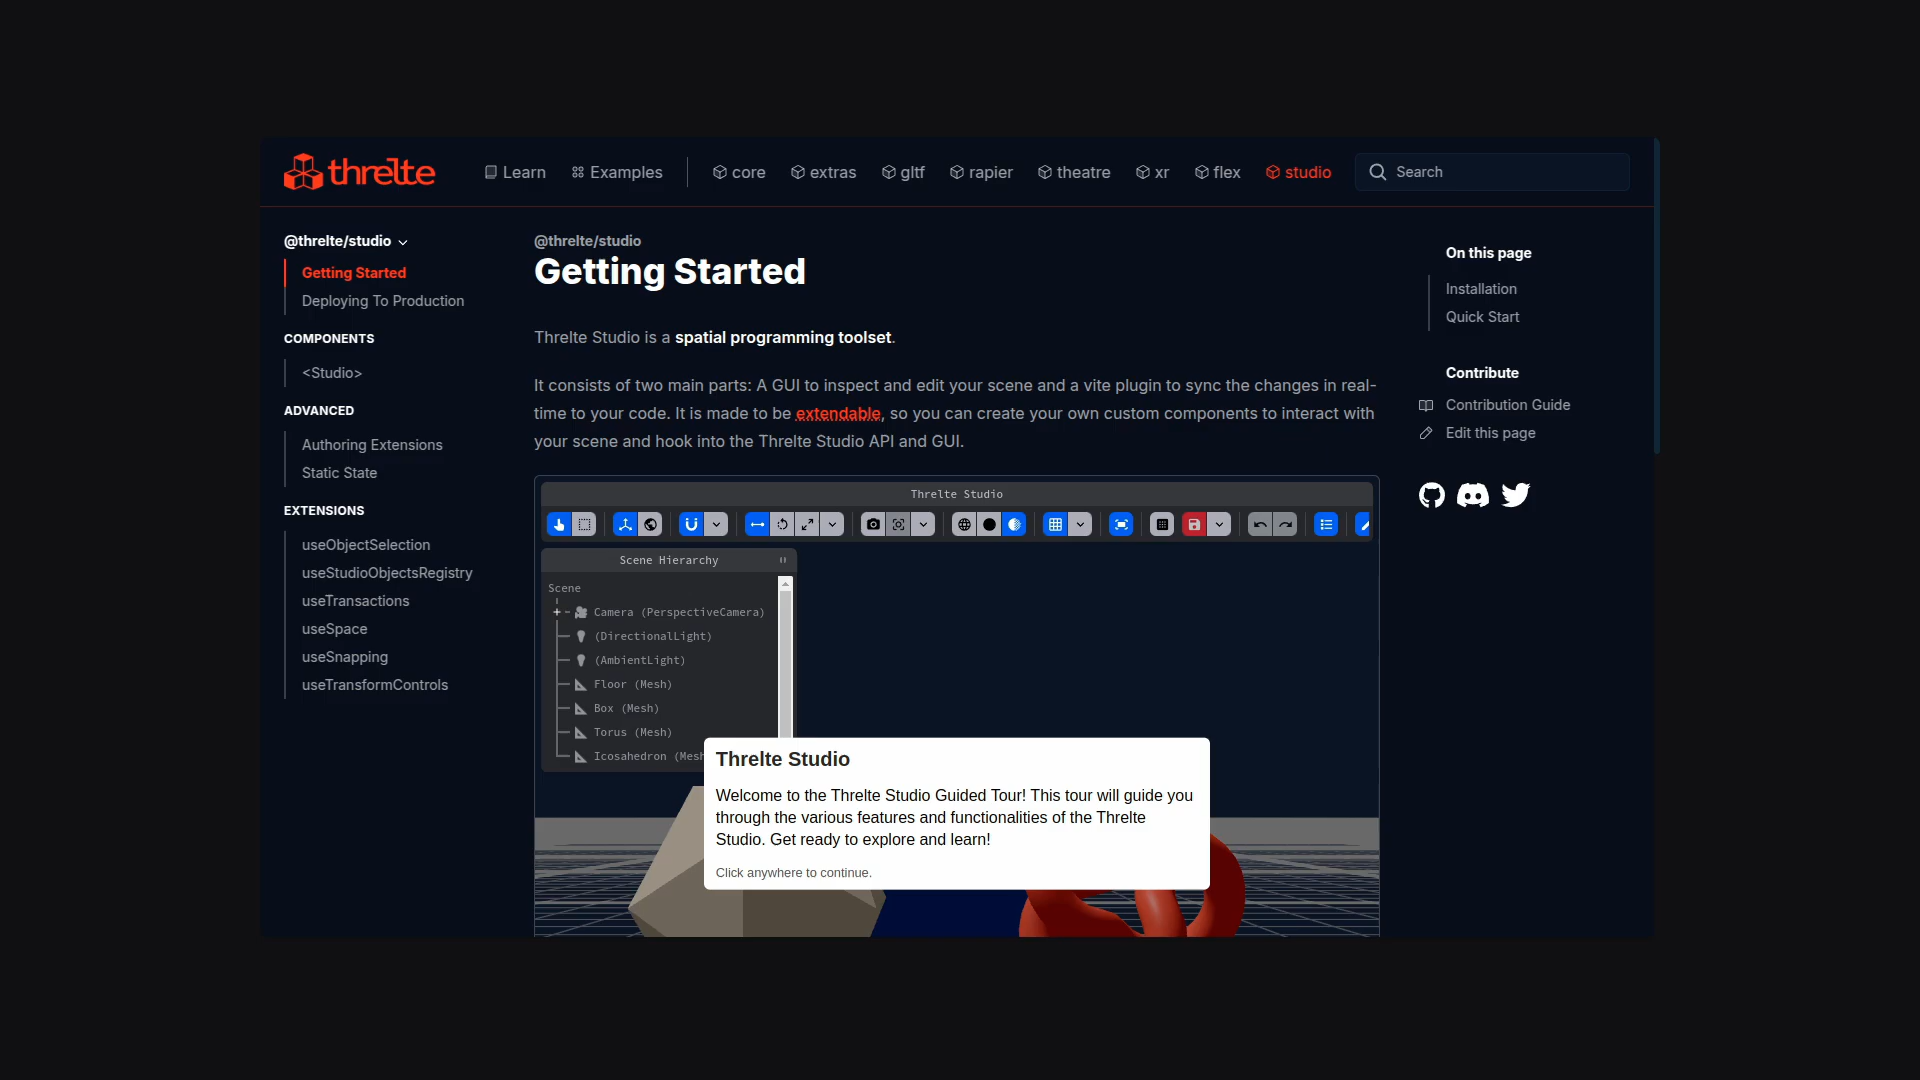 threlte
Learn
Examples
core
extras
gltf
rapier
theatre
xr
flex
studio
Search
@threlte/studio
Getting Started
Deploying To Production
COMPONENTS
<Studio>
ADVANCED
Authoring Extensions
Static State
EXTENSIONS
useObjectSelection
useStudioObjectsRegistry
useTransactions
useSpace
useSnapping
useTransformControls
@threlte/studio
Getting Started
Threlte Studio is a spatial programming toolset.
It consists of two main parts: A GUI to inspect and edit your scene and a vite plugin to sync the changes in real-
time to your code. It is made to be extendable, so you can create your own custom components to interact with
your scene and hook into the Threlte Studio API and GUI.
Threlte Studio
Scene Hierarchy
Scene
Camera (PerspectiveCamera)
(DirectionalLight)
(AmbientLight)
Floor (Mesh)
Box (Mesh)
Torus (Mesh)
Icosahedron (Mesh
Threlte Studio
Welcome to the Threlte Studio Guided Tour! This tour will guide you
through the various features and functionalities of the Threlte
Studio. Get ready to explore and learn!
Click anywhere to continue.
On this page
Installation
Quick Start
Contribute
Contribution Guide
Edit this page